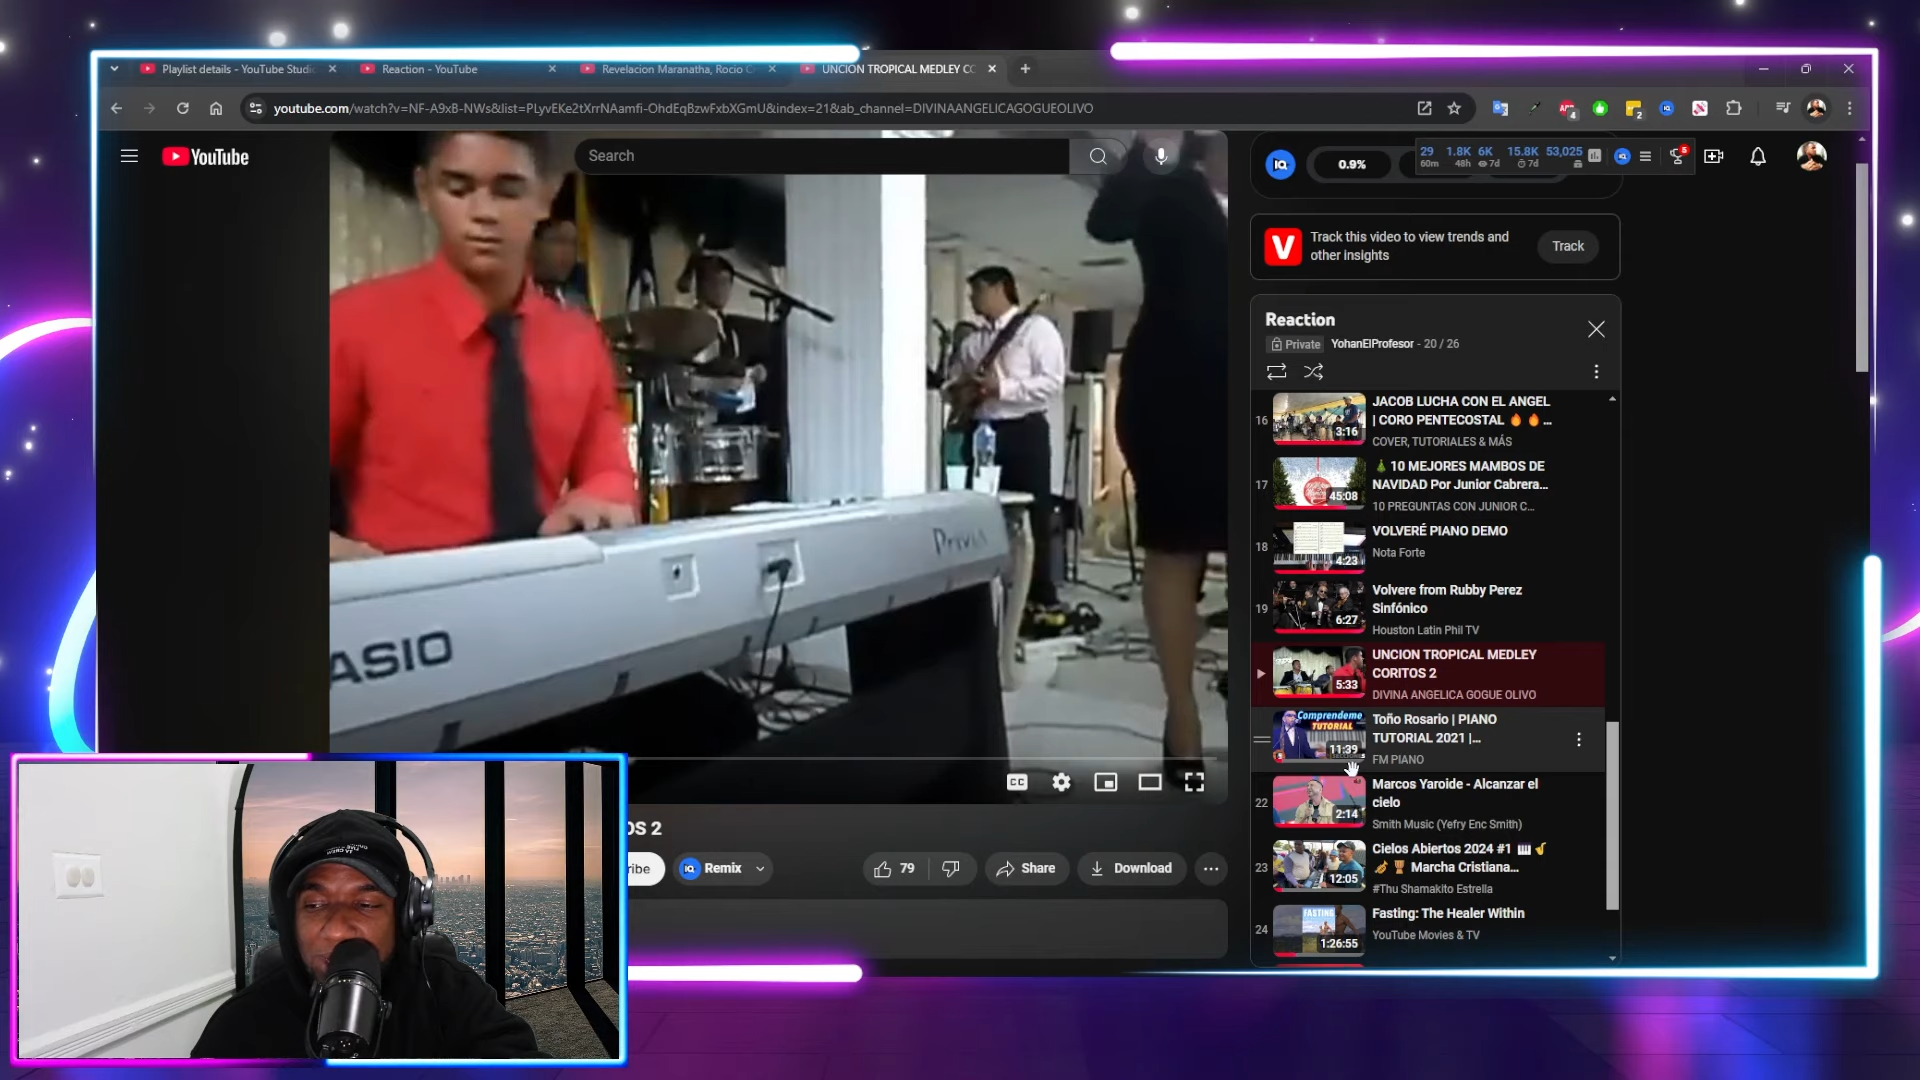 Playlist details - YouTube Studi
Reaction - YouTube
Revelacion Maranatha, Rocio C
UNCION TROPICAL MEDLEY CO
youtube.com/watch?v=NF-A9xB-NWs&list=PLyvEKe2tXrrNAamfi-OhdEqBzwFxbXGmU&index=21&ab_channel=DIVINAANGELICAGOGUEOLIVO
4
2
YouTube
Search
IQ
0.9%
29 1.8K 6K 15.8K 53,025
60m 48h 7d 7d
5
Track this video to view trends and
other insights
Track
Reaction
Private YohanElProfesor - 20 / 26
16
JACOB LUCHA CON EL ANGEL
| CORO PENTECOSTAL 🔥 🔥 ...
3:16
COVER, TUTORIALES & MÁS
17
🎄10 MEJORES MAMBOS DE
NAVIDAD Por Junior Cabrera...
45:08
10 PREGUNTAS CON JUNIOR C...
18
VOLVERÉ PIANO DEMO
Nota Forte
4:23
19
Volvere from Rubby Perez
Sinfónico
6:27
Houston Latin Phil TV
UNCION TROPICAL MEDLEY
CORITOS 2
5:33
DIVINA ANGELICA GOGUE OLIVO
Comprendeme
TUTORIAL
Toño Rosario | PIANO
TUTORIAL 2021 |...
11:39
FM PIANO
22
Marcos Yaroide - Alcanzar el
cielo
2:14
Smith Music (Yefry Enc Smith)
23
Cielos Abiertos 2024 #1 🎹🎷
🎺🏆 Marcha Cristiana...
12:05
#Thu Shamakito Estrella
24
FASTING
Fasting: The Healer Within
YouTube Movies & TV
1:26:55
ASIO
Privia
CC
OS 2
ribe
IQ Remix
79
Share
Download